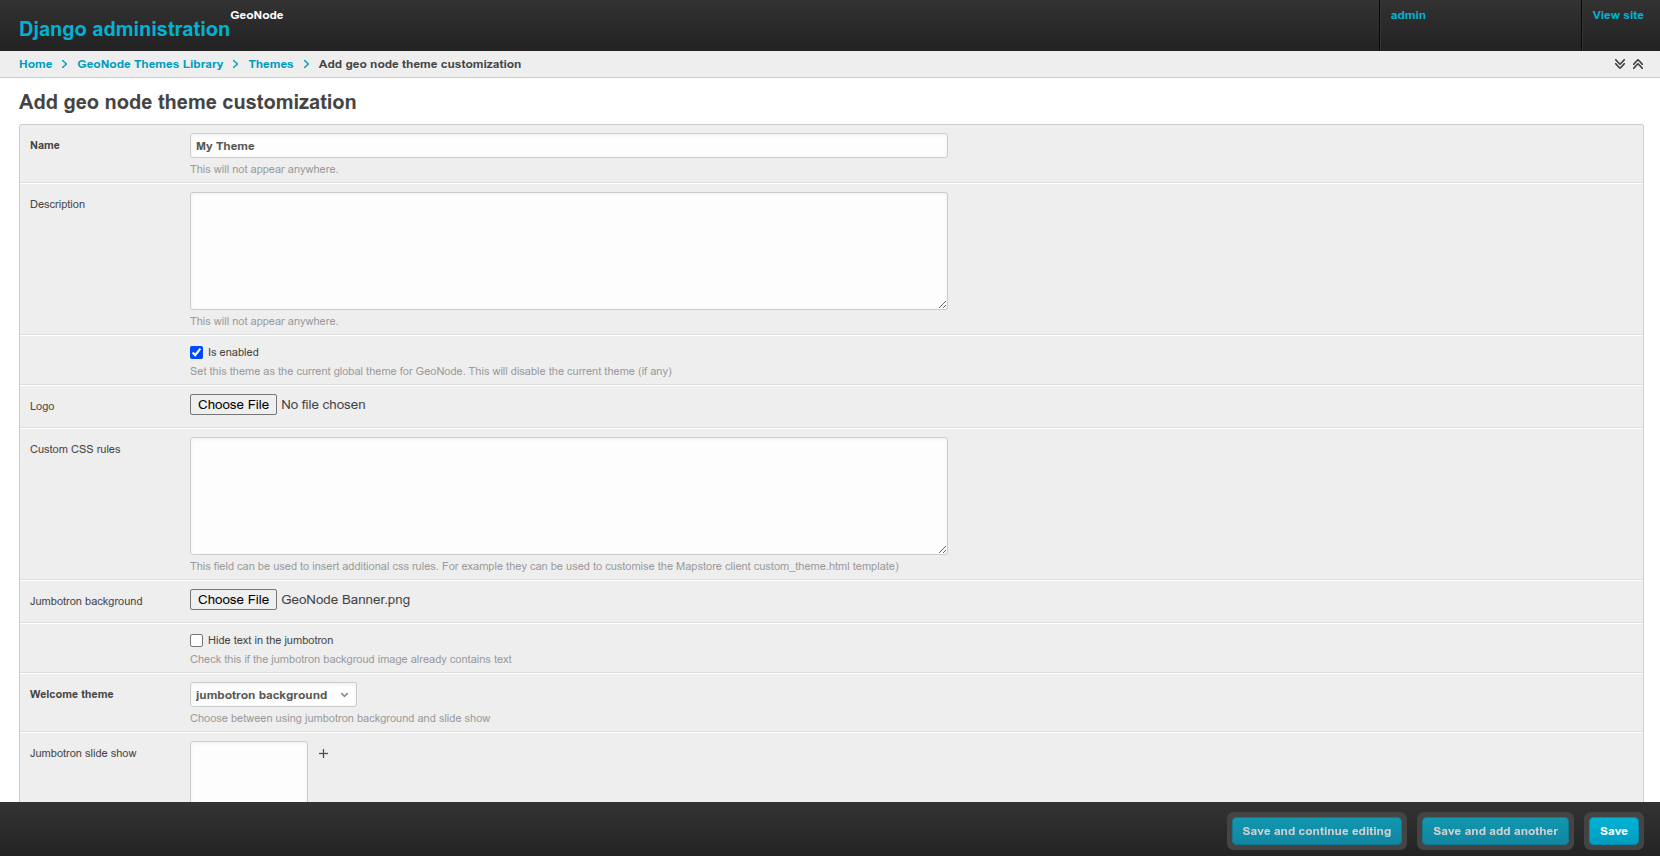 Django administration
GeoNode
admin
View site
Home > GeoNode Themes Library > Themes > Add geo node theme customization
Add geo node theme customization
Name
My Theme
This will not appear anywhere.
Description
This will not appear anywhere.
Is enabled
Set this theme as the current global theme for GeoNode. This will disable the current theme (if any)
Logo
Choose File No file chosen
Custom CSS rules
This field can be used to insert additional css rules. For example they can be used to customise the Mapstore client custom_theme.html template)
Jumbotron background
Choose File GeoNode Banner.png
Hide text in the jumbotron
Check this if the jumbotron backgroud image already contains text
Welcome theme
jumbotron background
Choose between using jumbotron background and slide show
Jumbotron slide show
+
Save and continue editing
Save and add another
Save